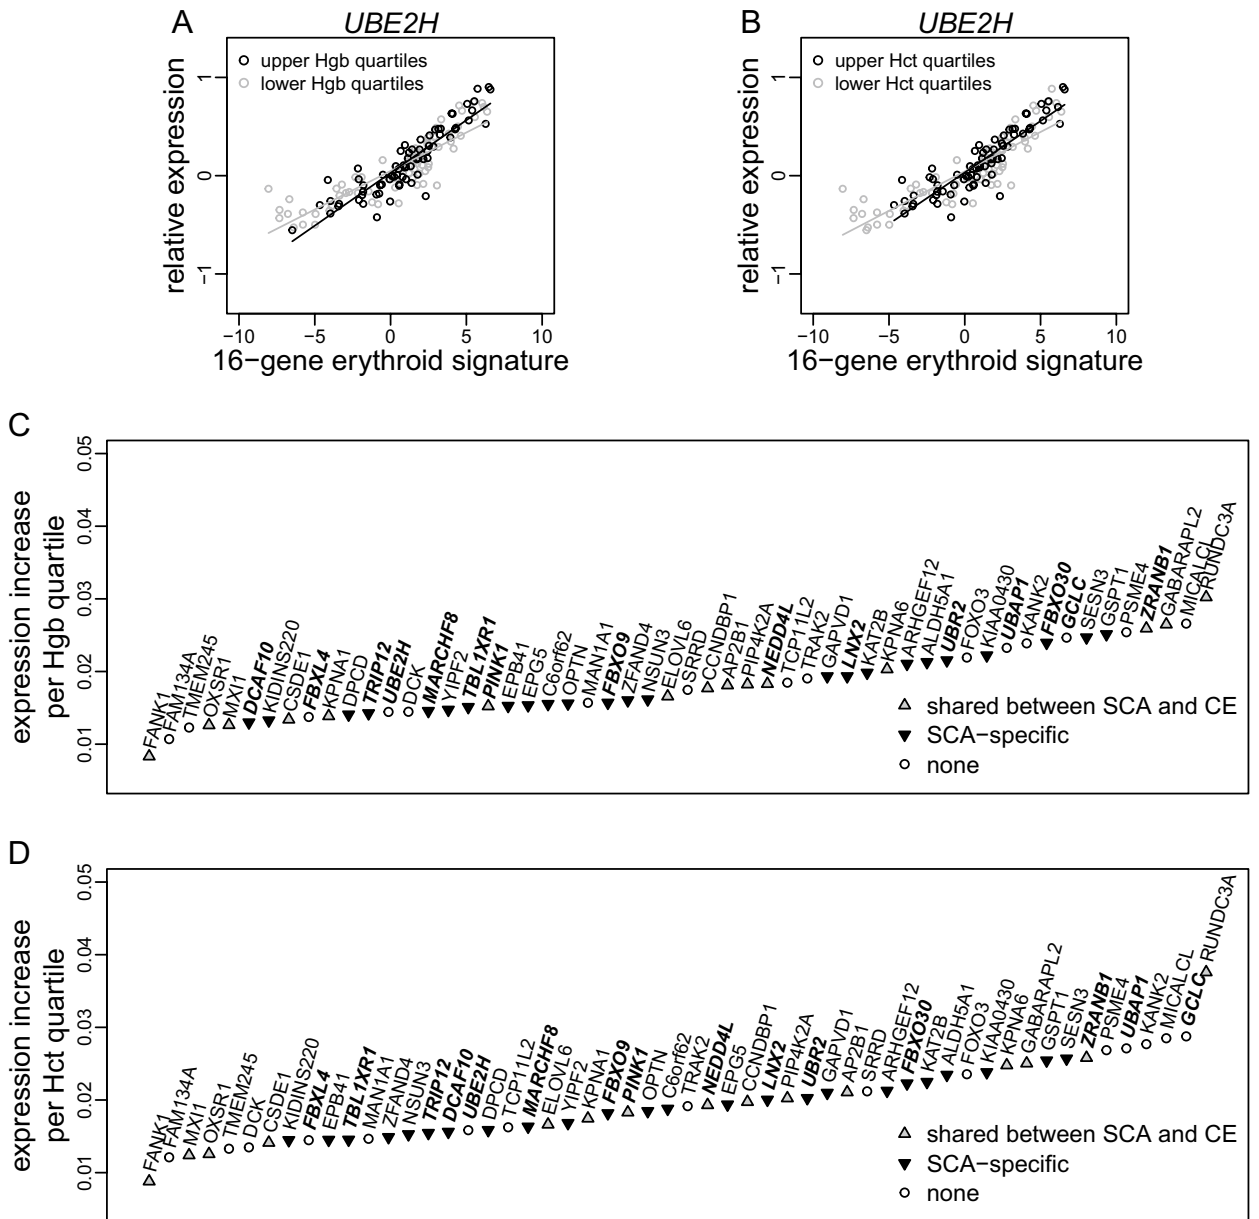 A
UBE2H
upper Hgb quartiles
lower Hgb quartiles
relative expression
1
0
−1
−10
−5
0
5
10
16−gene erythroid signature
B
UBE2H
upper Hct quartiles
lower Hct quartiles
relative expression
1
0
−1
−10
−5
0
5
10
16−gene erythroid signature
C
expression increase
per Hgb quartile
0.05
0.04
0.03
0.02
0.01
FANK1
FAM134A
TMEM245
OXSR1
MXI1
DCAF10
KIDINS220
CSDE1
FBXL4
KPNA1
DPCD
TRIP12
UBE2H
DCK
MARCHF8
YIPF2
TBL1XR1
PINK1
EPB41
EPG5
C6orf62
OPTN
MAN1A1
FBXO9
ZFAND4
NSUN3
ELOVL6
SRRD
CCNDBP1
AP2B1
PIP4K2A
NEDD4L
TCP11L2
TRAK2
GAPVD1
LNX2
KAT2B
KPNA6
ARHGEF12
ALDH5A1
UBR2
FOXO3
KIAA0430
UBAP1
KANK2
FBXO30
GCLC
SESN3
GSPT1
PSME4
ZRANB1
GABARAPL2
MICALCL
RUNDC3A
shared between SCA and CE
SCA−specific
none
D
expression increase
per Hct quartile
0.05
0.04
0.03
0.02
0.01
FANK1
FAM134A
MXI1
OXSR1
TMEM245
DCK
CSDE1
KIDINS220
FBXL4
EPB41
TBL1XR1
MAN1A1
ZFAND4
NSUN3
TRIP12
DCAF10
UBE2H
DPCD
TCP11L2
MARCHF8
ELOVL6
YIPF2
KPNA1
FBXO9
PINK1
OPTN
C6orf62
TRAK2
NEDD4L
EPG5
CCNDBP1
LNX2
PIP4K2A
UBR2
GAPVD1
AP2B1
SRRD
ARHGEF12
FBXO30
KAT2B
ALDH5A1
FOXO3
KIAA0430
KPNA6
GABARAPL2
GSPT1
SESN3
ZRANB1
PSME4
UBAP1
KANK2
MICALCL
GCLC
RUNDC3A
shared between SCA and CE
SCA−specific
none